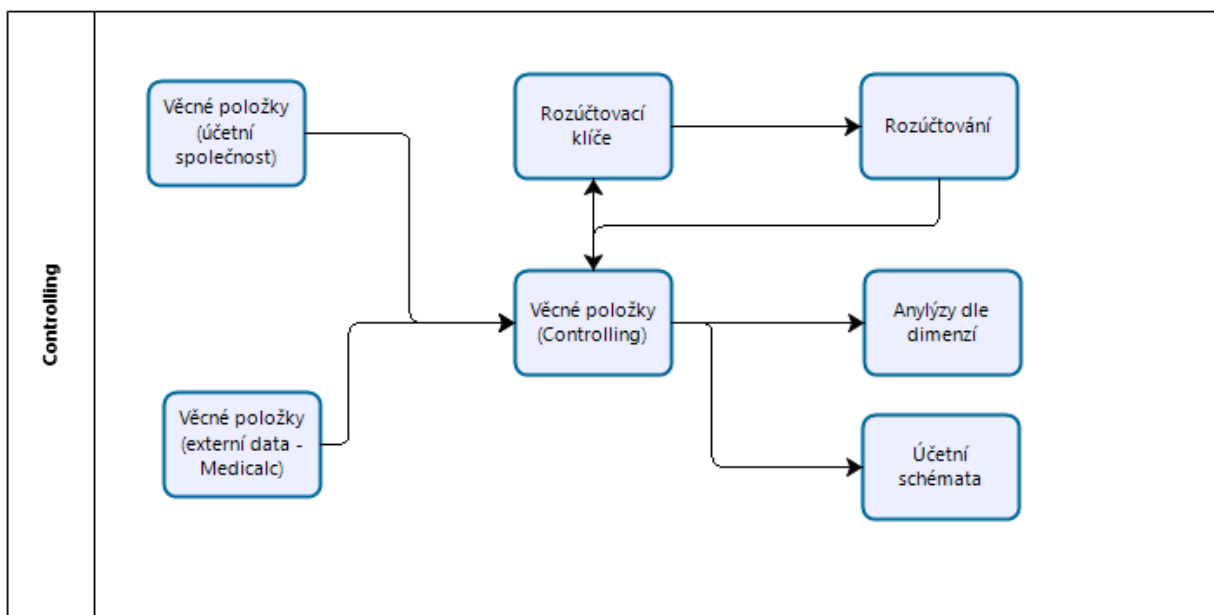 Controlling
Věcné položky
(účetní
společnost)
Rozúčtovací
klíče
Rozúčtování
Věcné položky
(Controlling)
Anylýzy dle
dimenzí
Věcné položky
(externí data -
Medicalc)
Účetní
schémata